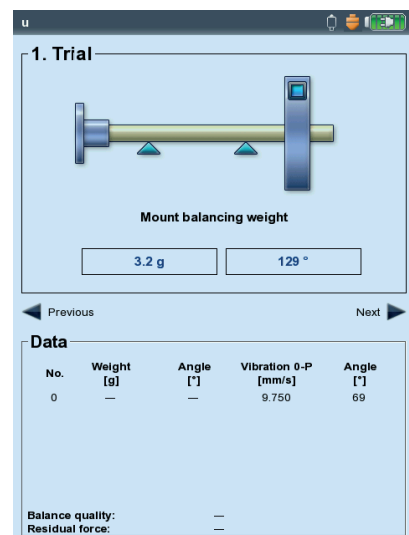 u
1. Trial
Mount balancing weight
3.2 g 129 °
Previous Next
Data
No. Weight [g] Angle [°] Vibration 0-P [mm/s] Angle [°]
0 — — 9.750 69
Balance quality: —
Residual force: —